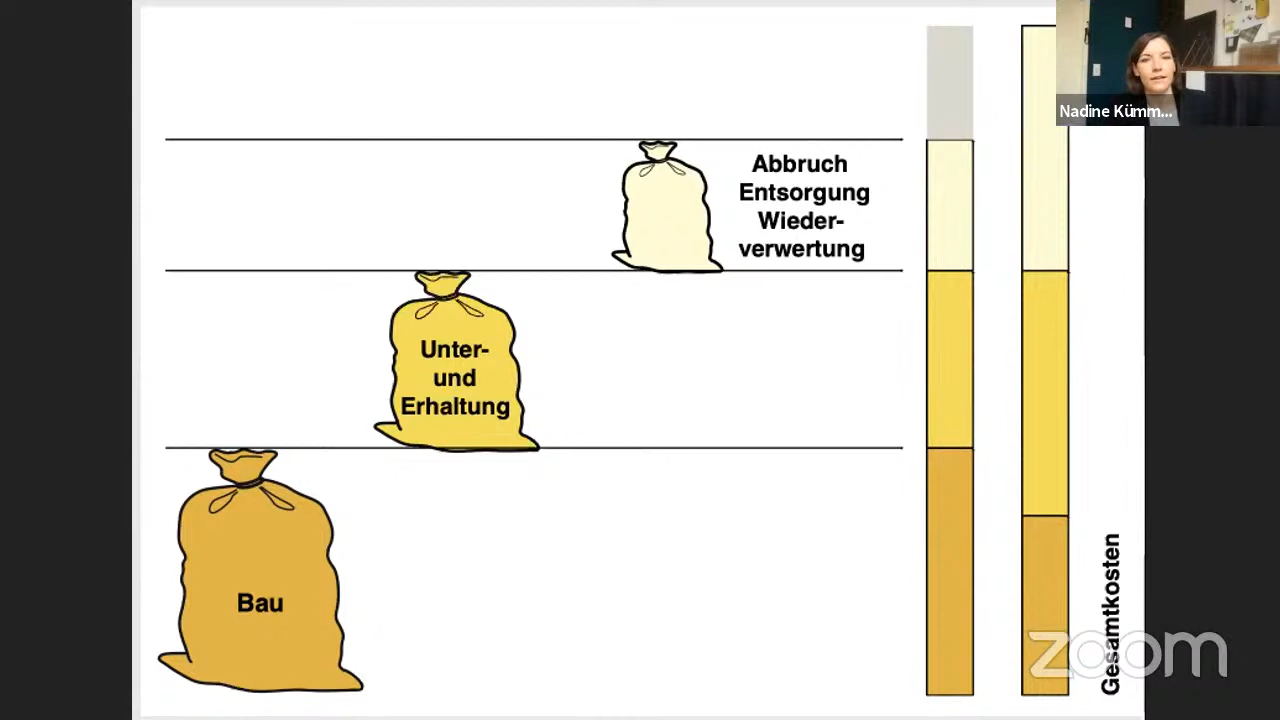 Nadine Kümm...
Abbruch
Entsorgung
Wieder-
verwertung
Unter-
und
Erhaltung
Bau
Gesamtkosten
zoom